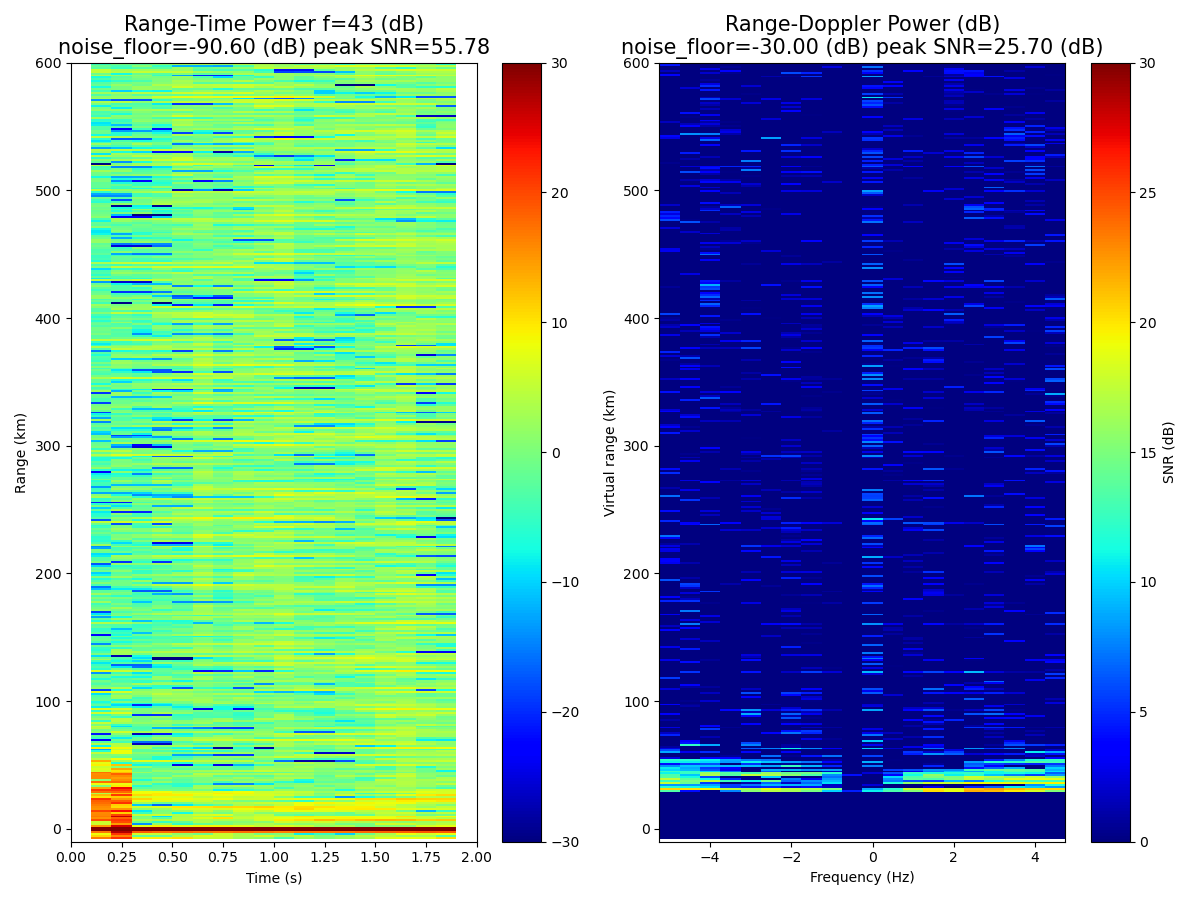 Range-Time Power f=43 (dB)
noise_floor=-90.60 (dB) peak SNR=55.78
Range (km)
600
500
400
300
200
100
0
0.00 0.25 0.50 0.75 1.00 1.25 1.50 1.75 2.00
Time (s)
30
20
10
0
−10
−20
−30
Range-Doppler Power (dB)
noise_floor=-30.00 (dB) peak SNR=25.70 (dB)
Virtual range (km)
600
500
400
300
200
100
0
−4 −2 0 2 4
Frequency (Hz)
30
25
20
15
10
5
0
SNR (dB)